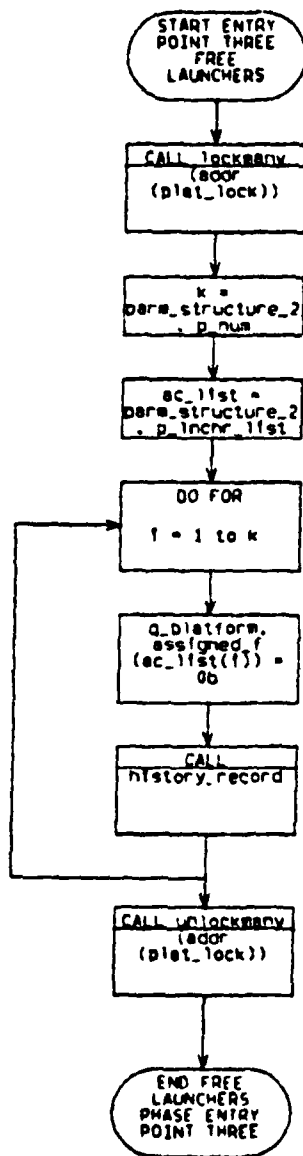 START ENTRY
POINT THREE
FREE
LAUNCHERS
CALL lockmany
(addr
(plat_lock))
k =
parm_structure_2
. p_num
ac_list =
parm_structure_2
. p_lnchr_list
DO FOR
i = 1 to k
g_platform.
assigned_f
(ac_list(i)) =
0b
CALL
history_record
CALL unlockmany
(addr
(plat_lock))
END FREE
LAUNCHERS
PHASE ENTRY
POINT THREE